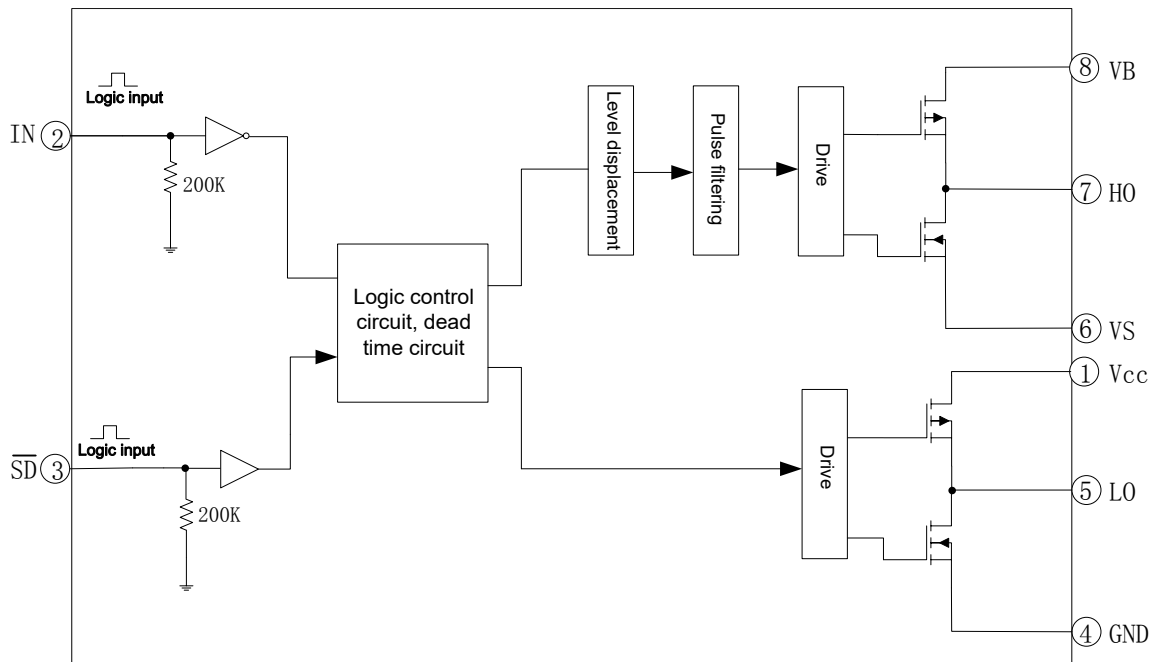 Logic input
IN ②
200K
Logic input
SD ③
200K
Logic control
circuit, dead
time circuit
Level displacement
Pulse filtering
Drive
Drive
⑧ VB
⑦ HO
⑥ VS
① Vcc
⑤ LO
④ GND